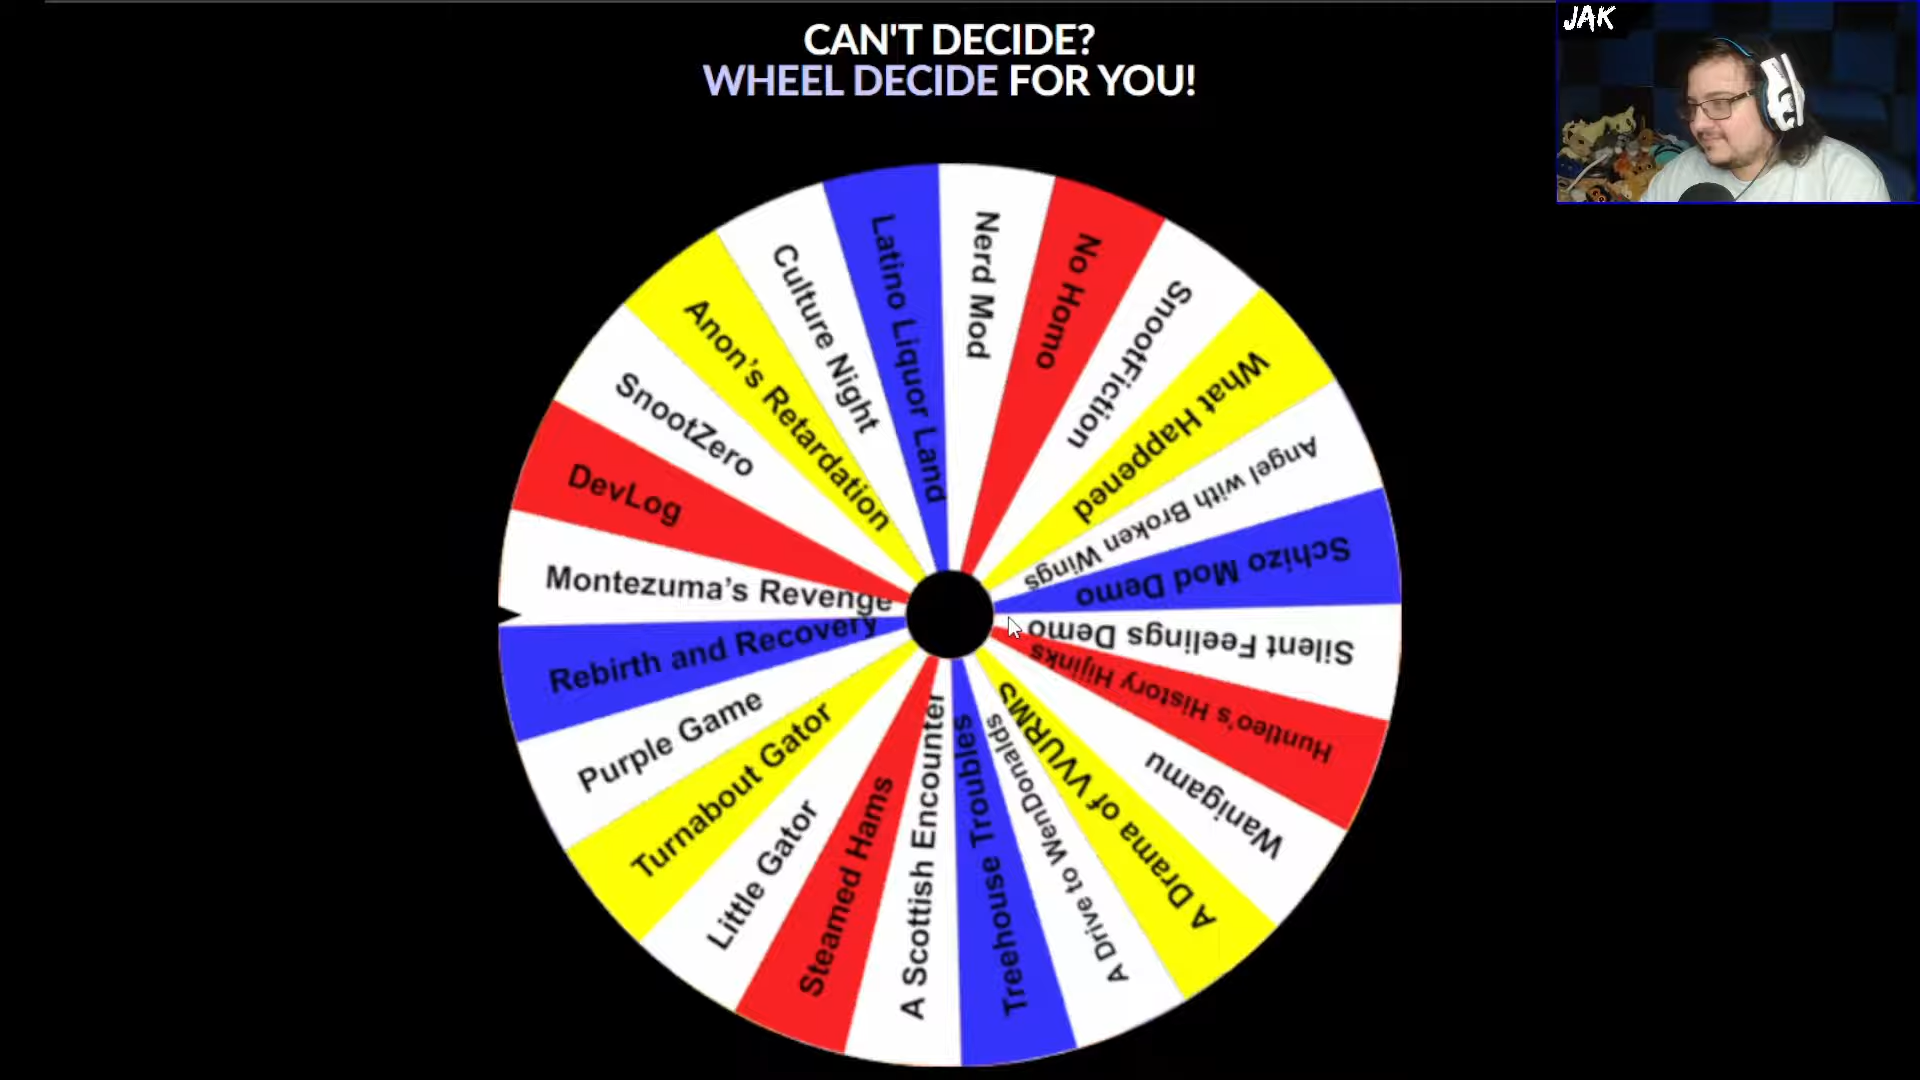 CAN'T DECIDE?
WHEEL DECIDE FOR YOU!
JAK
Nerd Mod
No Homo
SnootFiction
What Happened
Angel with Broken Wings
Schizo Mod Demo
Silent Feelings Demo
Huntleo's History Hijinks
Wanigamu
A Drama of VVURMS
A Drive to WenDonalds
Treehouse Troubles
A Scottish Encounter
Steamed Hams
Little Gator
Turnabout Gator
Purple Game
Rebirth and Recovery
Montezuma's Revenge
DevLog
SnootZero
Anon's Retardation
Culture Night
Latino Liquor Land